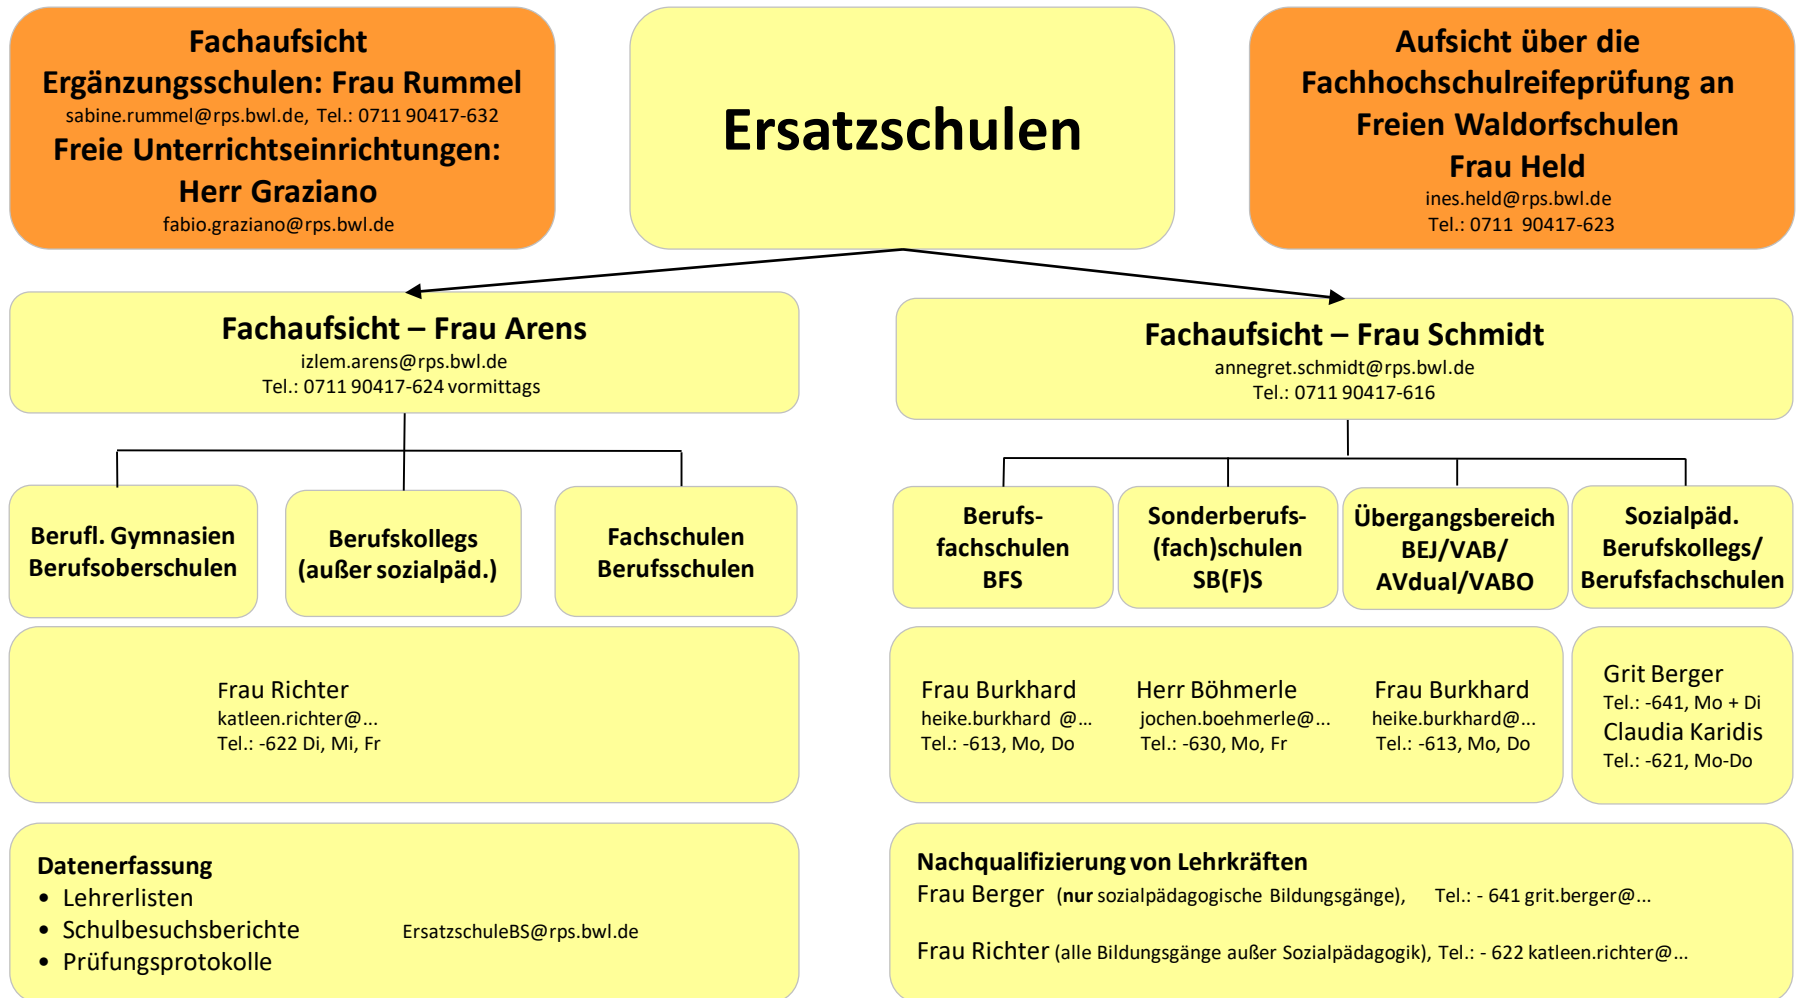 Fachaufsicht
Ergänzungsschulen: Frau Rummel
sabine.rummel@rps.bwl.de, Tel.: 0711 90417-632
Freie Unterrichtseinrichtungen:
Herr Graziano
fabio.graziano@rps.bwl.de
Ersatzschulen
Aufsicht über die
Fachhochschulreifeprüfung an
Freien Waldorfschulen
Frau Held
ines.held@rps.bwl.de
Tel.: 0711 90417-623
Fachaufsicht – Frau Arens
izlem.arens@rps.bwl.de
Tel.: 0711 90417-624 vormittags
Fachaufsicht – Frau Schmidt
annegret.schmidt@rps.bwl.de
Tel.: 0711 90417-616
Berufl. Gymnasien
Berufsoberschulen
Berufskollegs
(außer sozialpäd.)
Fachschulen
Berufsschulen
Berufs-
fachschulen
BFS
Sonderberufs-
(fach)schulen
SB(F)S
Übergangsbereich
BEJ/VAB/
AVdual/VABO
Sozialpäd.
Berufskollegs/
Berufsfachschulen
Frau Richter
katleen.richter@...
Tel.: -622 Di, Mi, Fr
Frau Burkhard
heike.burkhard @...
Tel.: -613, Mo, Do
Herr Böhmerle
jochen.boehmerle@...
Tel.: -630, Mo, Fr
Frau Burkhard
heike.burkhard@...
Tel.: -613, Mo, Do
Grit Berger
Tel.: -641, Mo + Di
Claudia Karidis
Tel.: -621, Mo-Do
Datenerfassung
• Lehrerlisten
• Schulbesuchsberichte ErsatzschuleBS@rps.bwl.de
• Prüfungsprotokolle
Nachqualifizierung von Lehrkräften
Frau Berger (nur sozialpädagogische Bildungsgänge), Tel.: - 641 grit.berger@...
Frau Richter (alle Bildungsgänge außer Sozialpädagogik), Tel.: - 622 katleen.richter@...